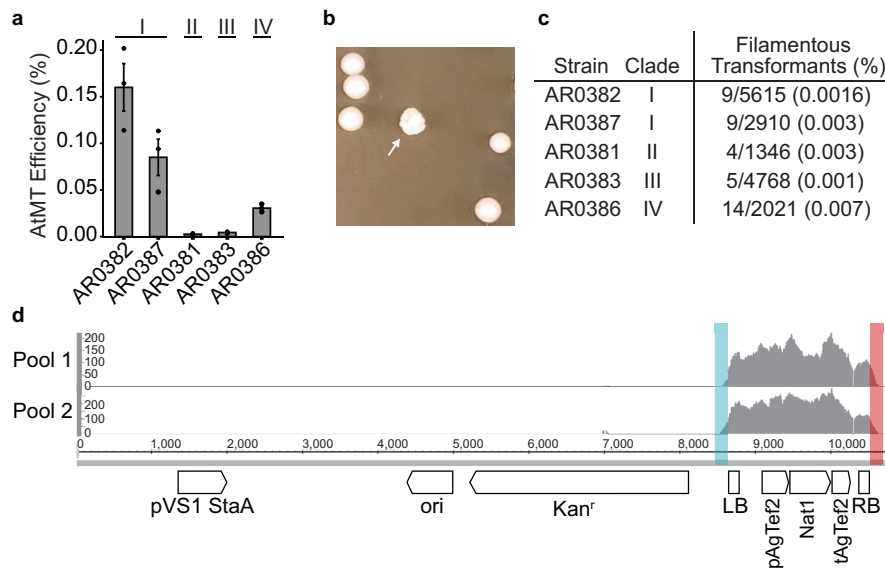 a
I II III IV
AtMT Efficiency (%)
0.20
0.15
0.10
0.05
0.00
AR0382
AR0387
AR0381
AR0383
AR0386
b
c
Filamentous
Strain Clade Transformants (%)
AR0382 I 9/5615 (0.0016)
AR0387 I 9/2910 (0.003)
AR0381 II 4/1346 (0.003)
AR0383 III 5/4768 (0.001)
AR0386 IV 14/2021 (0.007)
d
Pool 1
200
150
100
50
0
Pool 2
200
100
0
0 1,000 2,000 3,000 4,000 5,000 6,000 7,000 8,000 9,000 10,000
pVS1 StaA ori Kanʳ LB pAgTef2 Nat1 tAgTef2 RB